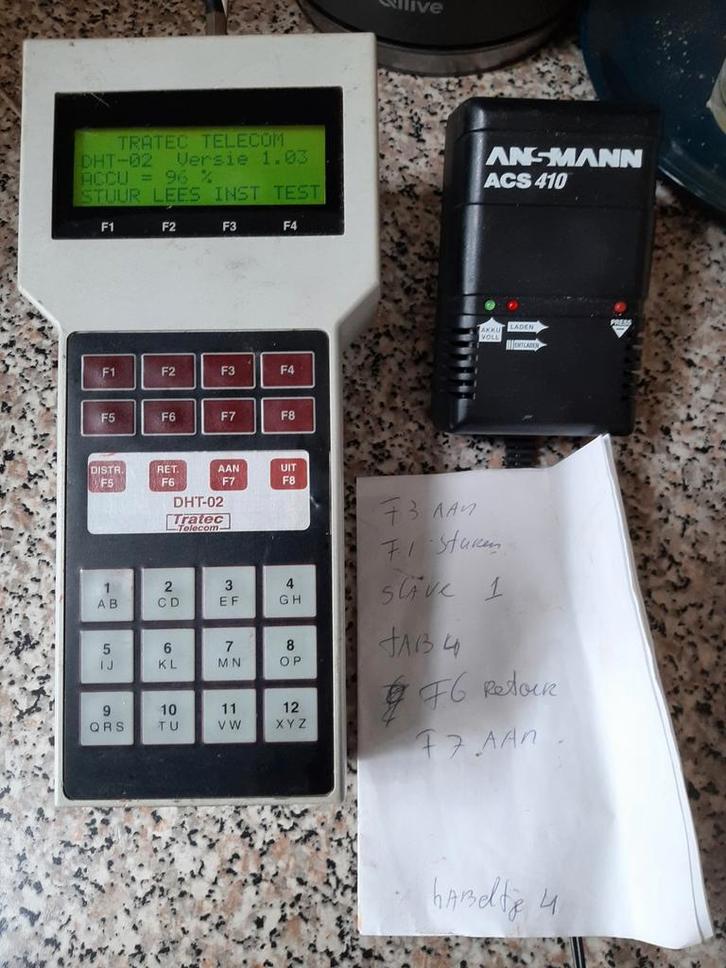 Qilive
TRATEC TELECOM
DHT-02 Versie 1.03
ACCU = 96 %
STUUR LEES INST TEST
F1 F2 F3 F4
F1 F2 F3 F4
F5 F6 F7 F8
DISTR. F5
RET. F6
AAN F7
UIT F8
DHT-02
Tratec
Telecom
1 AB
2 CD
3 EF
4 GH
5 IJ
6 KL
7 MN
8 OP
9 QRS
10 TU
11 VW
12 XYZ
ANSMANN
ACS 410
AKKU VOLL
LADEN
ENTLADEN
PRESS
F3 AAN
F1 Sturen
SLAVE 1
TAB 4
F6 Retour
F7 AAN
4